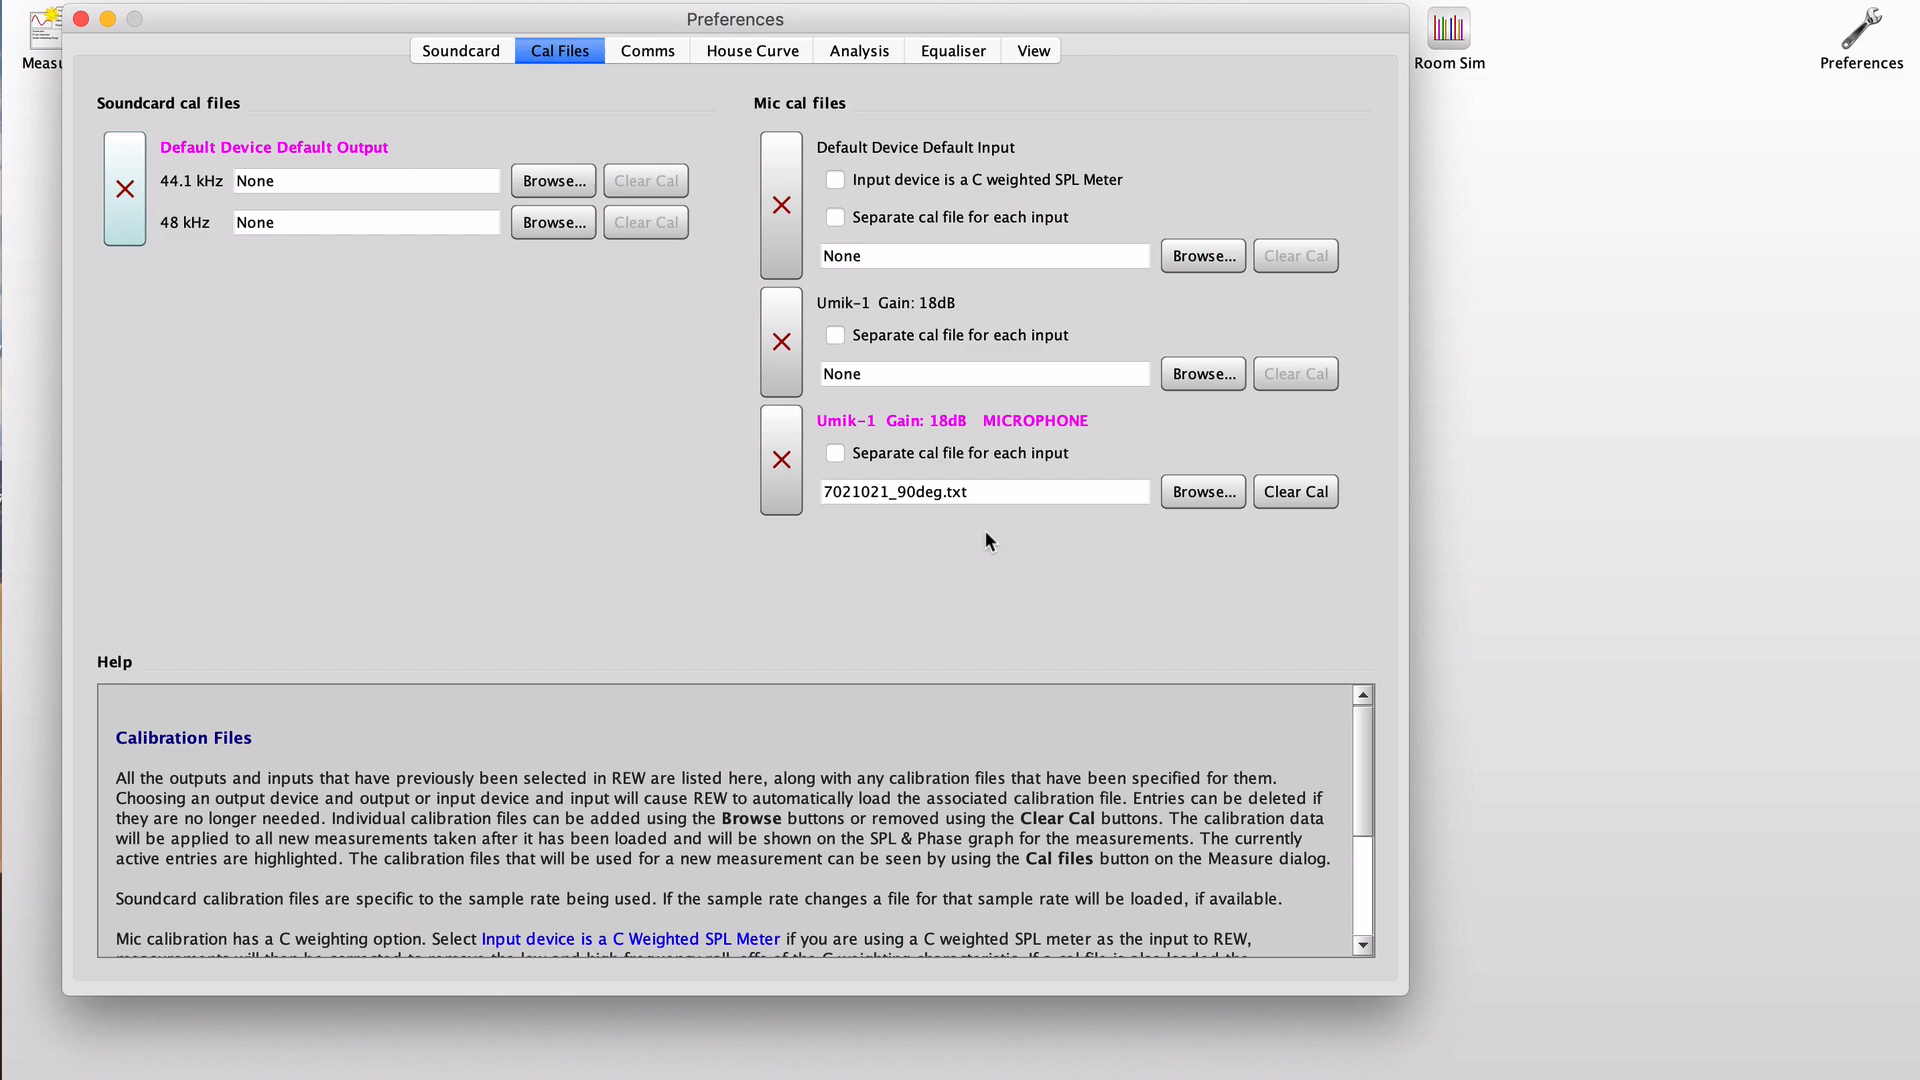 Preferences
Measu
Room Sim
Preferences
Soundcard
Cal Files
Comms
House Curve
Analysis
Equaliser
View
Soundcard cal files
Default Device Default Output
44.1 kHz None Browse... Clear Cal
48 kHz None Browse... Clear Cal
Mic cal files
Default Device Default Input
Input device is a C weighted SPL Meter
Separate cal file for each input
None Browse... Clear Cal
Umik-1 Gain: 18dB
Separate cal file for each input
None Browse... Clear Cal
Umik-1 Gain: 18dB MICROPHONE
Separate cal file for each input
7021021_90deg.txt Browse... Clear Cal
Help
Calibration Files
All the outputs and inputs that have previously been selected in REW are listed here, along with any calibration files that have been specified for them.
Choosing an output device and output or input device and input will cause REW to automatically load the associated calibration file. Entries can be deleted if
they are no longer needed. Individual calibration files can be added using the Browse buttons or removed using the Clear Cal buttons. The calibration data
will be applied to all new measurements taken after it has been loaded and will be shown on the SPL & Phase graph for the measurements. The currently
active entries are highlighted. The calibration files that will be used for a new measurement can be seen by using the Cal files button on the Measure dialog.
Soundcard calibration files are specific to the sample rate being used. If the sample rate changes a file for that sample rate will be loaded, if available.
Mic calibration has a C weighting option. Select Input device is a C Weighted SPL Meter if you are using a C weighted SPL meter as the input to REW,